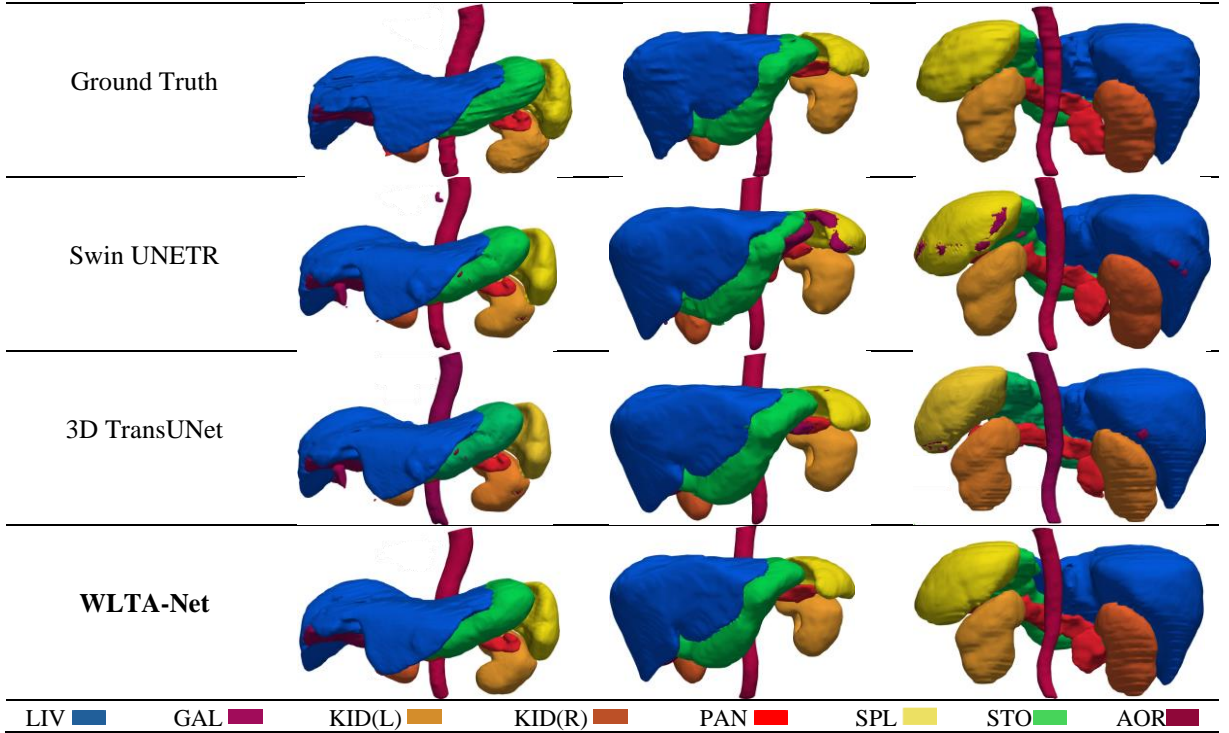 Ground Truth
Swin UNETR
3D TransUNet
WLTA-Net
LIV GAL KID(L) KID(R) PAN SPL STO AOR